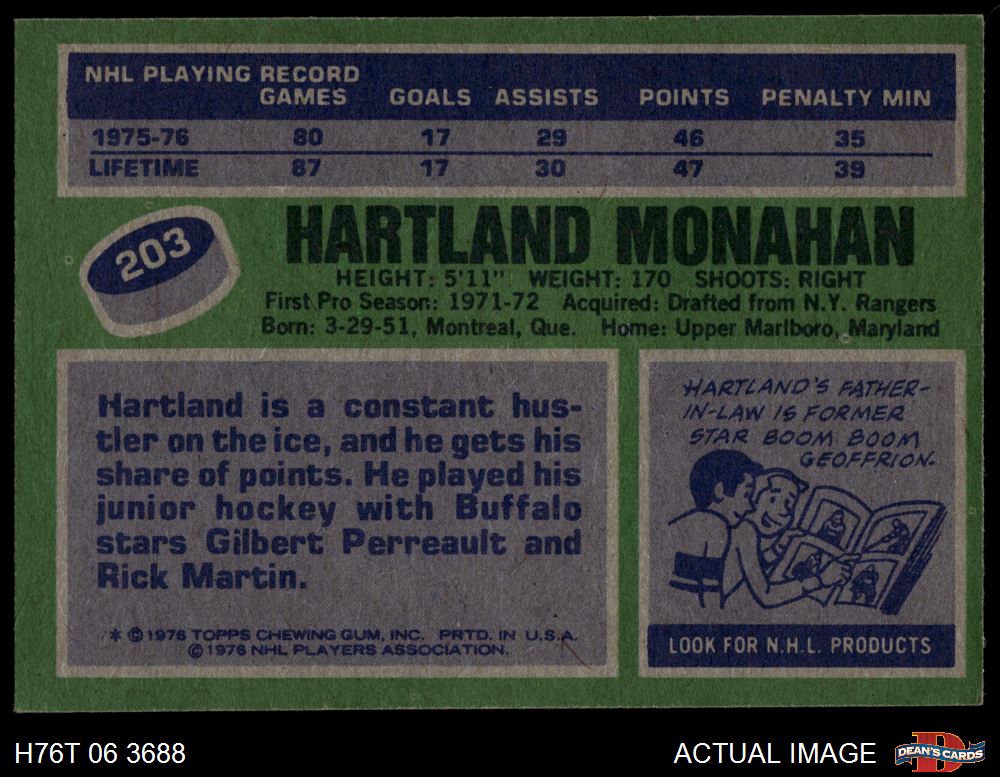 NHL PLAYING RECORD
GAMES GOALS ASSISTS POINTS PENALTY MIN
1975-76 80 17 29 46 35
LIFETIME 87 17 30 47 39
203
HARTLAND MONAHAN
HEIGHT: 5'11" WEIGHT: 170 SHOOTS: RIGHT
First Pro Season: 1971-72 Acquired: Drafted from N.Y. Rangers
Born: 3-29-51, Montreal, Que. Home: Upper Marlboro, Maryland
Hartland is a constant hus-
tler on the ice, and he gets his
share of points. He played his
junior hockey with Buffalo
stars Gilbert Perreault and
Rick Martin.
* © 1976 TOPPS CHEWING GUM, INC. PRTD. IN U.S.A.
© 1976 NHL PLAYERS ASSOCIATION.
HARTLAND'S FATHER-
IN-LAW IS FORMER
STAR BOOM BOOM
GEOFFRION.
LOOK FOR N.H.L. PRODUCTS
H76T 06 3688
ACTUAL IMAGE
D
DEAN'S CARDS